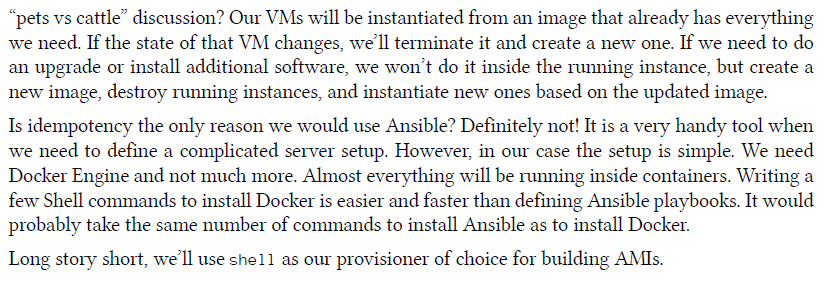 “pets vs cattle” discussion? Our VMs will be instantiated from an image that already has everything
we need. If the state of that VM changes, we’ll terminate it and create a new one. If we need to do
an upgrade or install additional software, we won’t do it inside the running instance, but create a
new image, destroy running instances, and instantiate new ones based on the updated image.
Is idempotency the only reason we would use Ansible? Definitely not! It is a very handy tool when
we need to define a complicated server setup. However, in our case the setup is simple. We need
Docker Engine and not much more. Almost everything will be running inside containers. Writing a
few Shell commands to install Docker is easier and faster than defining Ansible playbooks. It would
probably take the same number of commands to install Ansible as to install Docker.
Long story short, we’ll use shell as our provisioner of choice for building AMIs.